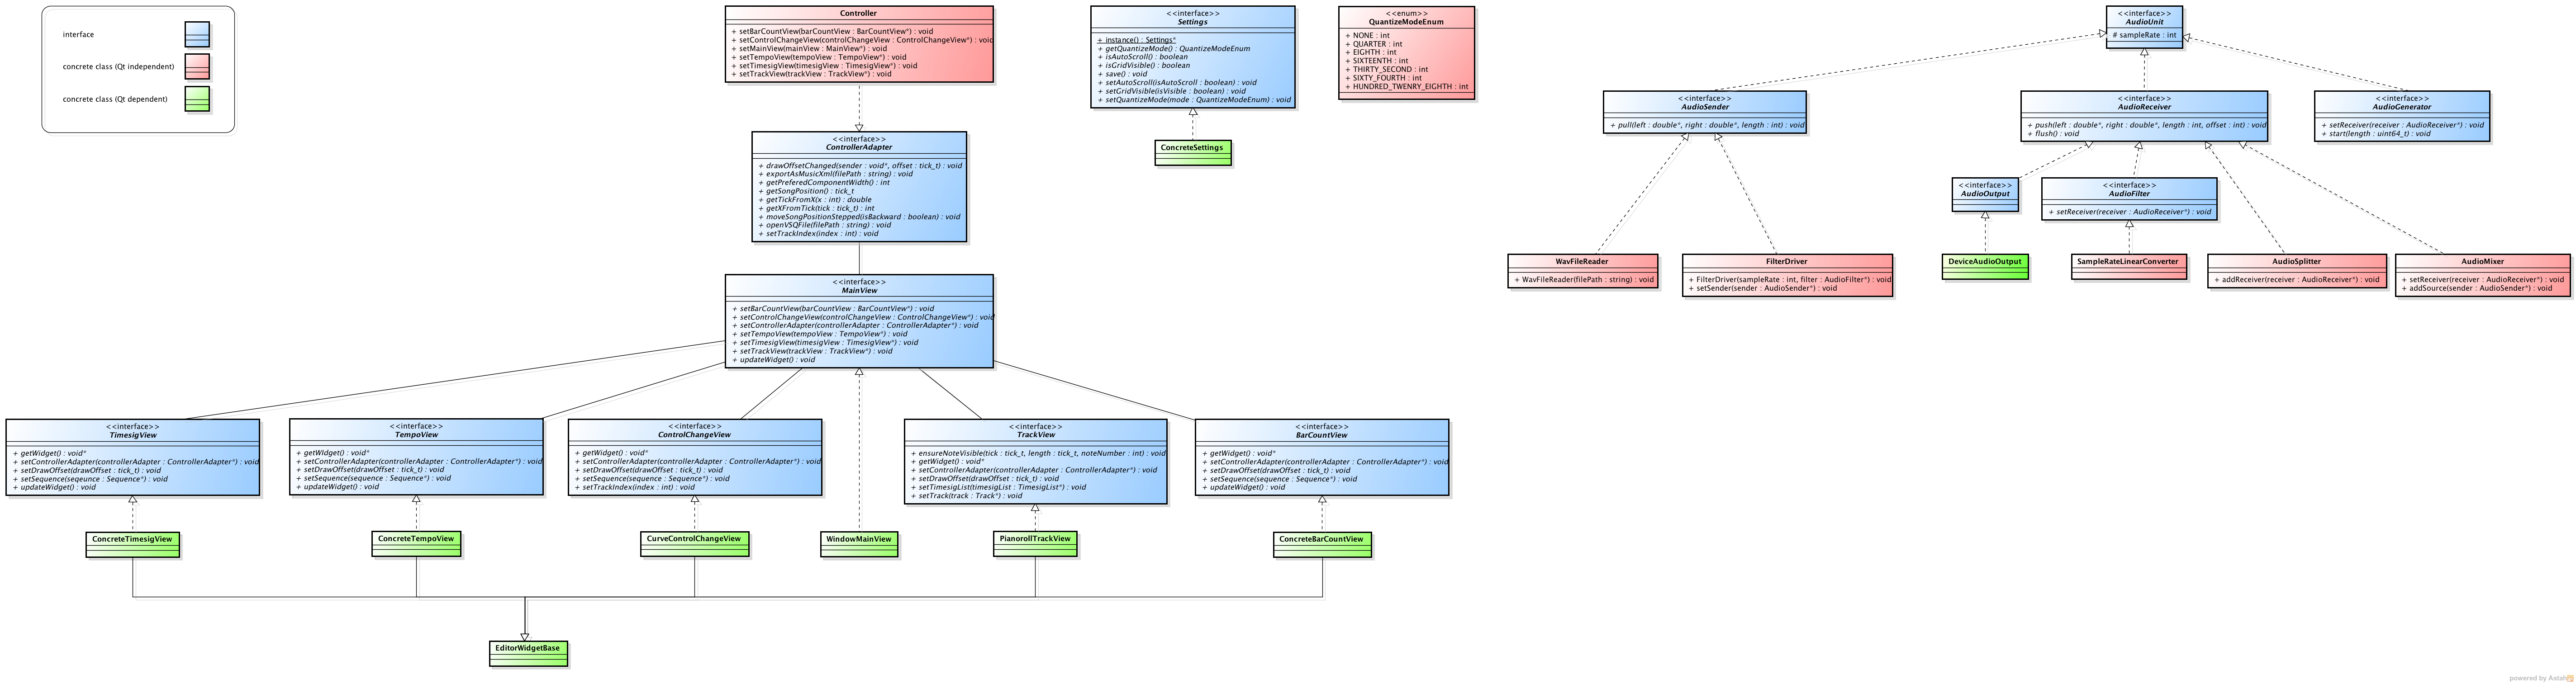 interface
concrete class (Qt independent)
concrete class (Qt dependent)
Controller
+ setBarCountView(barCountView : BarCountView*) : void
+ setControlChangeView(controlChangeView : ControlChangeView*) : void
+ setMainView(mainView : MainView*) : void
+ setTempoView(tempoView : TempoView*) : void
+ setTimesigView(timesigView : TimesigView*) : void
+ setTrackView(trackView : TrackView*) : void
<<interface>>
ControllerAdapter
+ drawOffsetChanged(sender : void*, offset : tick_t) : void
+ exportAsMusicXml(filePath : string) : void
+ getPreferedComponentWidth() : int
+ getSongPosition() : tick_t
+ getTickFromX(x : int) : double
+ getXFromTick(tick : tick_t) : int
+ moveSongPositionStepped(isBackward : boolean) : void
+ openVSQFile(filePath : string) : void
+ setTrackIndex(index : int) : void
<<interface>>
MainView
+ setBarCountView(barCountView : BarCountView*) : void
+ setControlChangeView(controlChangeView : ControlChangeView*) : void
+ setControllerAdapter(controllerAdapter : ControllerAdapter*) : void
+ setTempoView(tempoView : TempoView*) : void
+ setTimesigView(timesigView : TimesigView*) : void
+ setTrackView(trackView : TrackView*) : void
+ updateWidget() : void
<<interface>>
TimesigView
+ getWidget() : void*
+ setControllerAdapter(controllerAdapter : ControllerAdapter*) : void
+ setDrawOffset(drawOffset : tick_t) : void
+ setSequence(seqeunce : Sequence*) : void
+ updateWidget() : void
<<interface>>
TempoView
+ getWidget() : void*
+ setControllerAdapter(controllerAdapter : ControllerAdapter*) : void
+ setDrawOffset(drawOffset : tick_t) : void
+ setSequence(sequence : Sequence*) : void
+ updateWidget() : void
<<interface>>
ControlChangeView
+ getWidget() : void*
+ setControllerAdapter(controllerAdapter : ControllerAdapter*) : void
+ setDrawOffset(drawOffset : tick_t) : void
+ setSequence(sequence : Sequence*) : void
+ setTrackIndex(index : int) : void
<<interface>>
TrackView
+ ensureNoteVisible(tick : tick_t, length : tick_t, noteNumber : int) : void
+ getWidget() : void*
+ setControllerAdapter(controllerAdapter : ControllerAdapter*) : void
+ setDrawOffset(drawOffset : tick_t) : void
+ setTimesigList(timesigList : TimesigList*) : void
+ setTrack(track : Track*) : void
<<interface>>
BarCountView
+ getWidget() : void*
+ setControllerAdapter(controllerAdapter : ControllerAdapter*) : void
+ setDrawOffset(drawOffset : tick_t) : void
+ setSequence(sequence : Sequence*) : void
+ updateWidget() : void
ConcreteTimesigView
ConcreteTempoView
CurveControlChangeView
WindowMainView
PianorollTrackView
ConcreteBarCountView
EditorWidgetBase
<<interface>>
Settings
+ instance() : Settings*
+ getQuantizeMode() : QuantizeModeEnum
+ isAutoScroll() : boolean
+ isGridVisible() : boolean
+ save() : void
+ setAutoScroll(isAutoScroll : boolean) : void
+ setGridVisible(isVisible : boolean) : void
+ setQuantizeMode(mode : QuantizeModeEnum) : void
ConcreteSettings
<<enum>>
QuantizeModeEnum
+ NONE : int
+ QUARTER : int
+ EIGHTH : int
+ SIXTEENTH : int
+ THIRTY_SECOND : int
+ SIXTY_FOURTH : int
+ HUNDRED_TWENRY_EIGHTH : int
<<interface>>
AudioUnit
# sampleRate : int
<<interface>>
AudioSender
+ pull(left : double*, right : double*, length : int) : void
<<interface>>
AudioReceiver
+ push(left : double*, right : double*, length : int, offset : int) : void
+ flush() : void
<<interface>>
AudioGenerator
+ setReceiver(receiver : AudioReceiver*) : void
+ start(length : uint64_t) : void
<<interface>>
AudioOutput
<<interface>>
AudioFilter
+ setReceiver(receiver : AudioReceiver*) : void
WavFileReader
+ WavFileReader(filePath : string) : void
FilterDriver
+ FilterDriver(sampleRate : int, filter : AudioFilter*) : void
+ setSender(sender : AudioSender*) : void
DeviceAudioOutput
SampleRateLinearConverter
AudioSplitter
+ addReceiver(receiver : AudioReceiver*) : void
AudioMixer
+ setReceiver(receiver : AudioReceiver*) : void
+ addSource(sender : AudioSender*) : void
powered by Astah